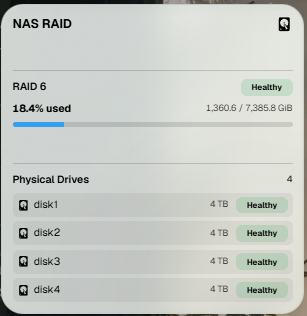 NAS RAID
RAID 6 Healthy
18.4% used 1,360.6 / 7,385.8 GiB
Physical Drives 4
disk1 4 TB Healthy
disk2 4 TB Healthy
disk3 4 TB Healthy
disk4 4 TB Healthy